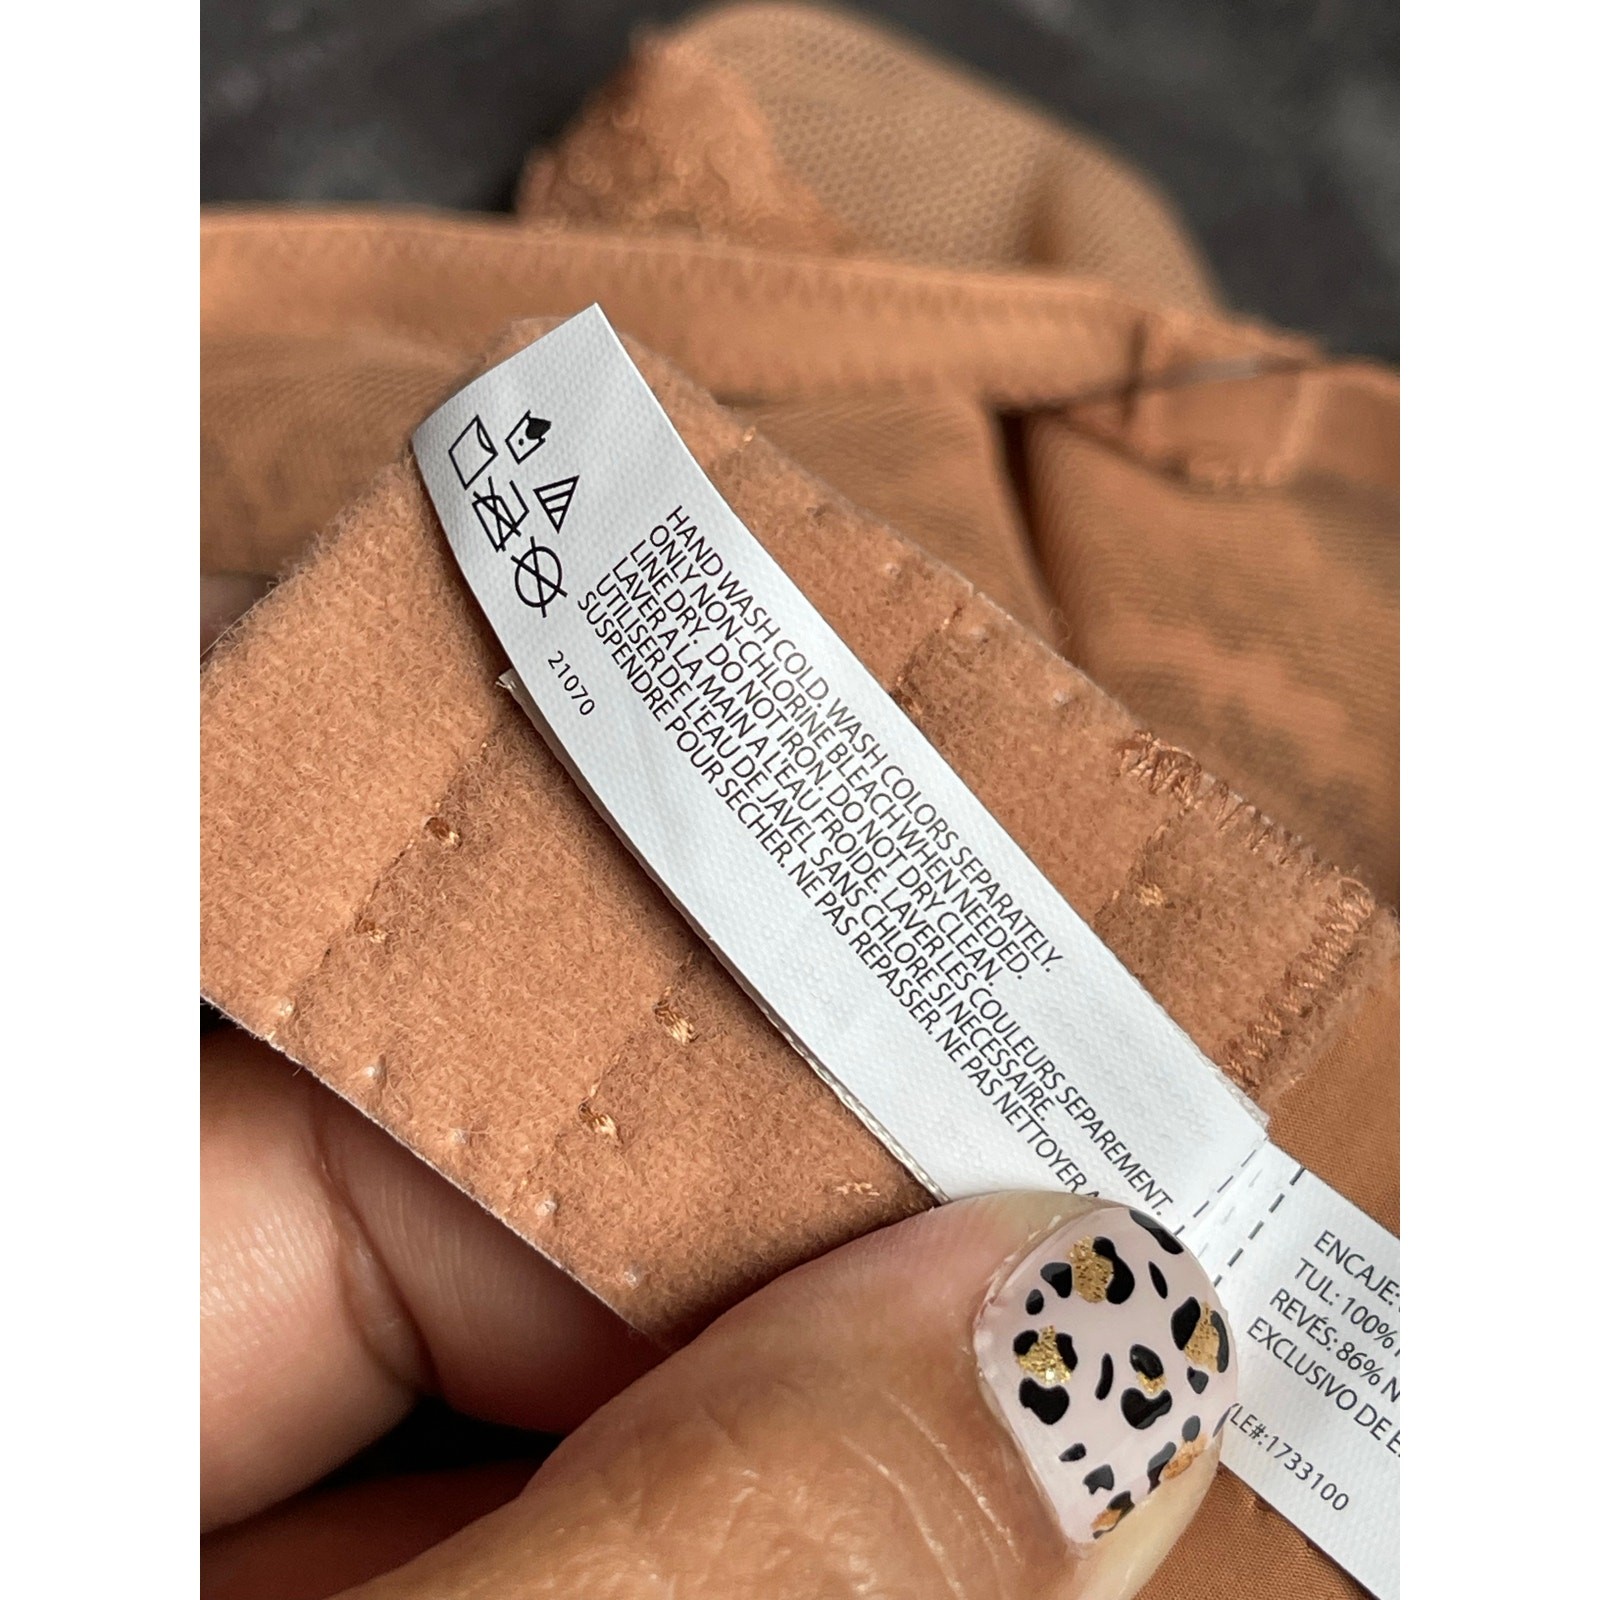 HAND WASH COLD. WASH COLORS SEPARATELY.
ONLY NON-CHLORINE BLEACH WHEN NEEDED.
LINE DRY. DO NOT IRON. DO NOT DRY CLEAN.
LAVER A LA MAIN A L'EAU FROIDE. LAVER LES COULEURS SEPAREMENT.
UTILISER DE L'EAU DE JAVEL SANS CHLORE SI NECESSAIRE.
SUSPENDRE POUR SECHER. NE PAS REPASSER. NE PAS NETTOYER A
21070
ENCAJE:
TUL: 100%
REVÉS: 86% N
EXCLUSIVO DE E
LE#:1733100